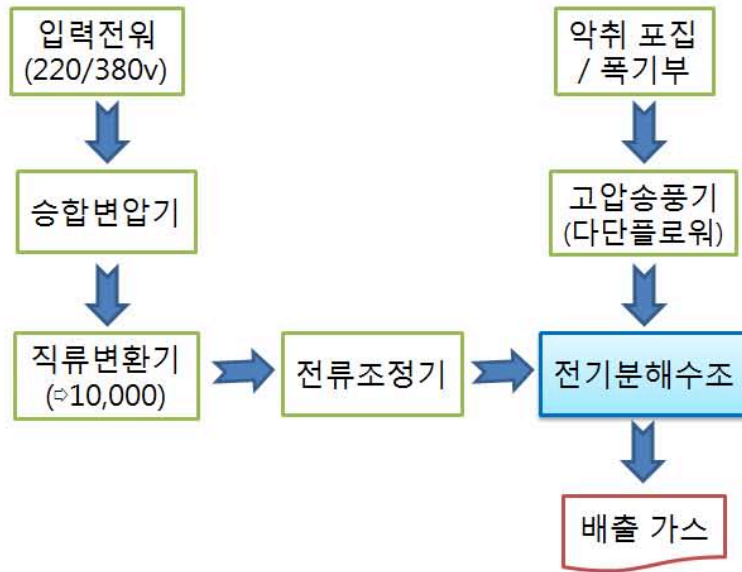 입력전워
(220/380v)
악취 포집
/ 폭기부
승합변압기
고압송풍기
(다단플로워)
직류변환기
(⇨10,000)
전류조정기
전기분해수조
배출 가스